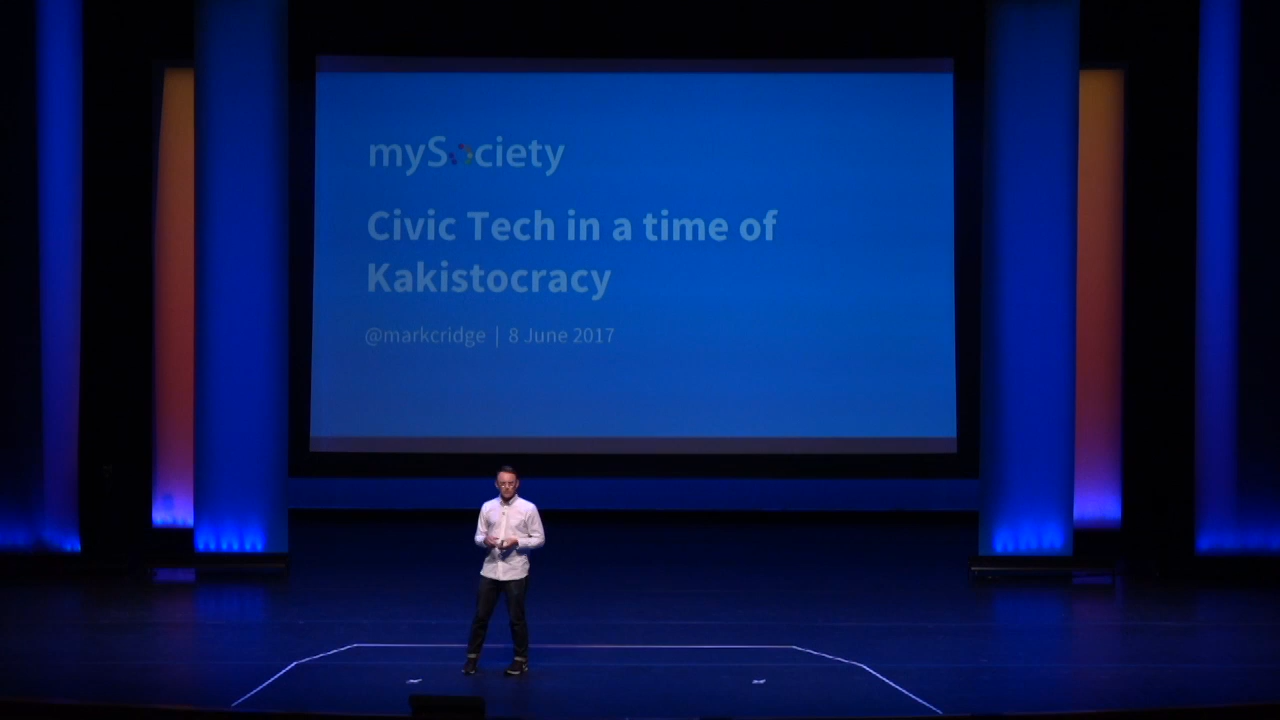 mySociety
Civic Tech in a time of
Kakistocracy
@markcridge | 8 June 2017